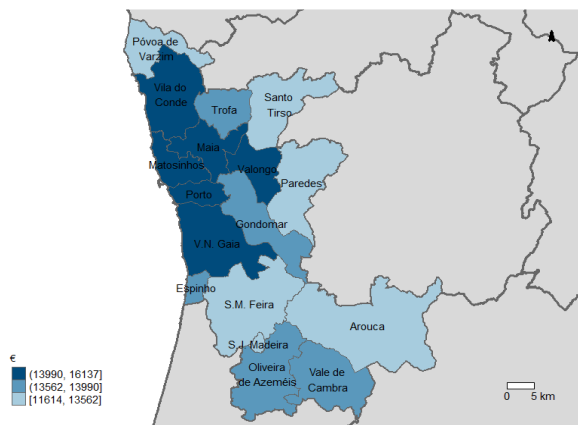 Póvoa de
Varzim
Vila do
Conde
Trofa
Santo
Tirso
Maia
Matosinhos
Valongo
Paredes
Porto
Gondomar
V.N. Gaia
Espinho
S.M. Feira
Arouca
S.J. Madeira
Oliveira
de Azeméis
Vale de
Cambra
€
(13990, 16137]
(13562, 13990]
[11614, 13562]
0 5 km